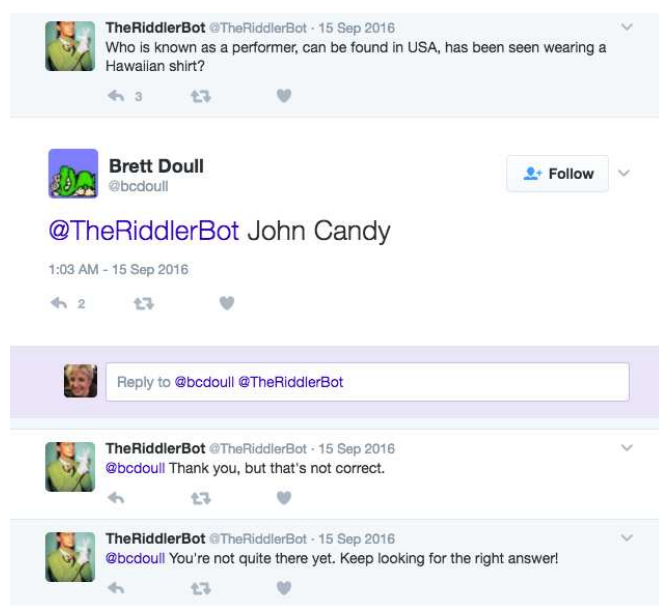 TheRiddlerBot @TheRiddlerBot · 15 Sep 2016
Who is known as a performer, can be found in USA, has been seen wearing a
Hawaiian shirt?
3
Brett Doull
@bcdoull
Follow
@TheRiddlerBot John Candy
1:03 AM - 15 Sep 2016
2
Reply to @bcdoull @TheRiddlerBot
TheRiddlerBot @TheRiddlerBot · 15 Sep 2016
@bcdoull Thank you, but that's not correct.
TheRiddlerBot @TheRiddlerBot · 15 Sep 2016
@bcdoull You're not quite there yet. Keep looking for the right answer!